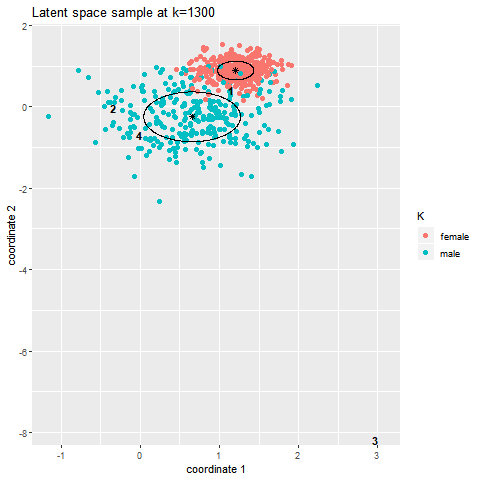 Latent space sample at k=1300
2
0
-2
-4
-6
-8
coordinate 2
1
2
4
3
-1
0
1
2
3
coordinate 1
K
female
male